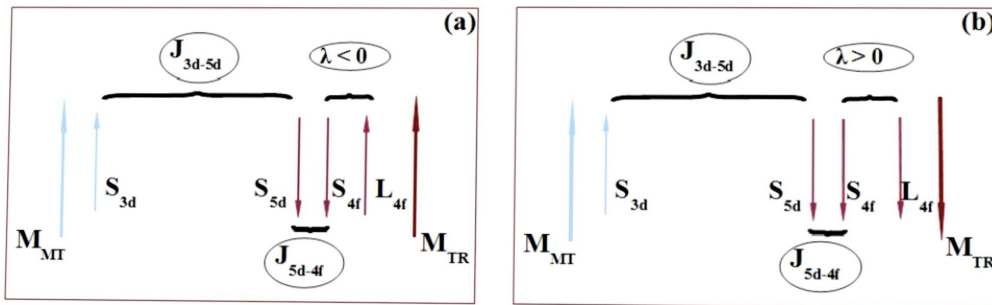 (a)
J3d-5d
λ < 0
S3d
S5d
S4f
L4f
MMT
MTR
J5d-4f
(b)
J3d-5d
λ > 0
S3d
S5d
S4f
L4f
MMT
MTR
J5d-4f